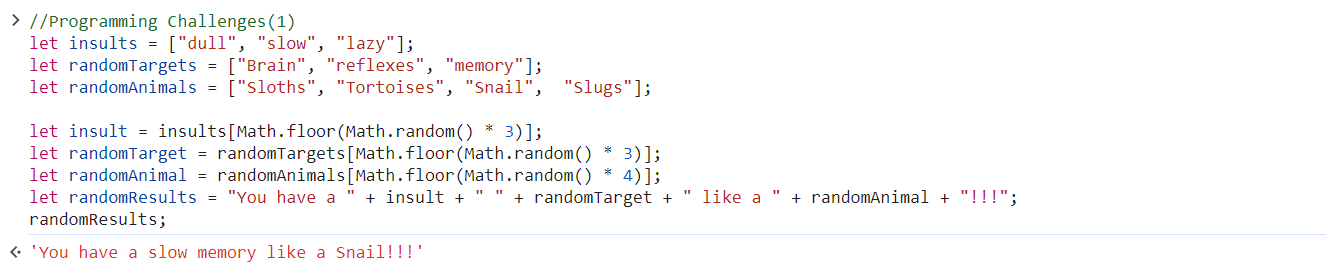 //Programming Challenges(1)
let insults = ["dull", "slow", "lazy"];
let randomTargets = ["Brain", "reflexes", "memory"];
let randomAnimals = ["Sloths", "Tortoises", "Snail",  "Slugs"];
let insult = insults[Math.floor(Math.random() * 3)];
let randomTarget = randomTargets[Math.floor(Math.random() * 3)];
let randomAnimal = randomAnimals[Math.floor(Math.random() * 4)];
let randomResults = "You have a " + insult + " " + randomTarget + " like a " + randomAnimal + "!!!";
randomResults;
'You have a slow memory like a Snail!!!'